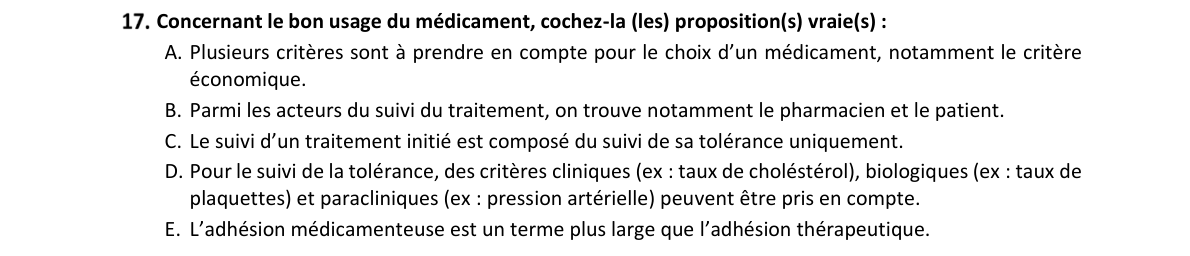 17. Concernant le bon usage du médicament, cochez-la (les) proposition(s) vraie(s) :
A. Plusieurs critères sont à prendre en compte pour le choix d’un médicament, notamment le critère
économique.
B. Parmi les acteurs du suivi du traitement, on trouve notamment le pharmacien et le patient.
C. Le suivi d’un traitement initié est composé du suivi de sa tolérance uniquement.
D. Pour le suivi de la tolérance, des critères cliniques (ex : taux de choléstérol), biologiques (ex : taux de
plaquettes) et paracliniques (ex : pression artérielle) peuvent être pris en compte.
E. L’adhésion médicamenteuse est un terme plus large que l’adhésion thérapeutique.